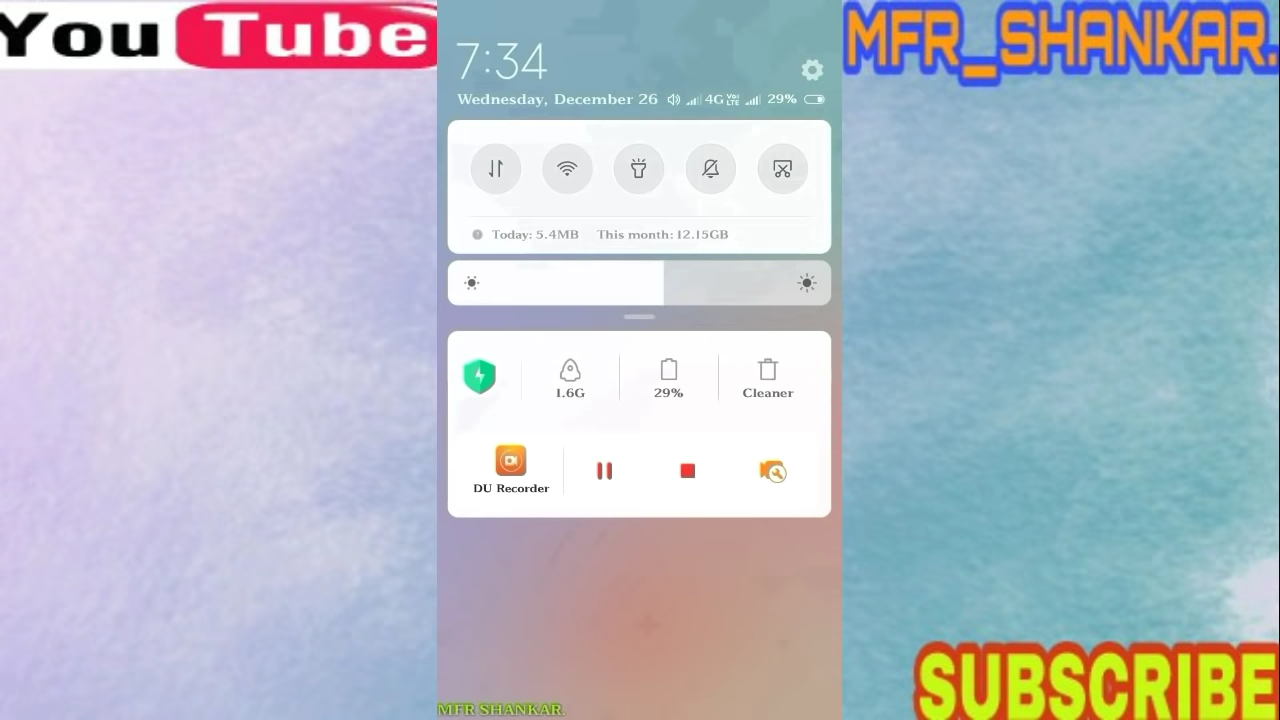 You Tube
MFR_SHANKAR.
7:34
Wednesday, December 26 4G VoLTE 29%
Today: 5.4MB This month: 12.15GB
1.6G 29% Cleaner
DU Recorder
MFR SHANKAR.
SUBSCRIBE